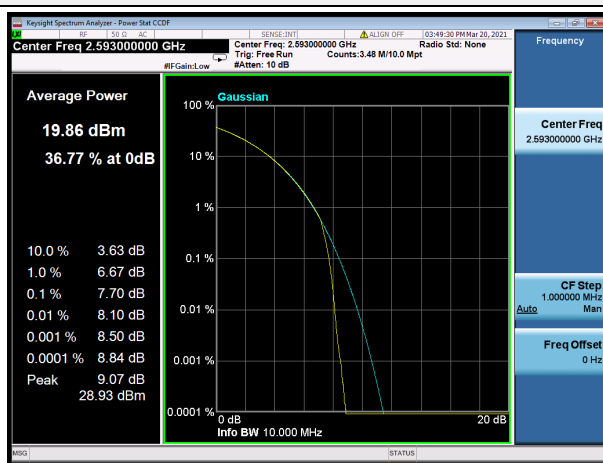 Keysight Spectrum Analyzer - Power Stat CCDF
RF 50 Ω AC SENSE:INT ALIGN OFF 03:49:30 PM Mar 20, 2021
Center Freq 2.593000000 GHz
Center Freq: 2.593000000 GHz Radio Std: None
Trig: Free Run Counts:3.48 M/10.0 Mpt
#IFGain:Low #Atten: 10 dB
Frequency
Average Power
19.86 dBm
36.77 % at 0dB
10.0 % 3.63 dB
1.0 % 6.67 dB
0.1 % 7.70 dB
0.01 % 8.10 dB
0.001 % 8.50 dB
0.0001 % 8.84 dB
Peak 9.07 dB
28.93 dBm
Gaussian
100 %
10 %
1 %
0.1 %
0.01 %
0.001 %
0.0001 %
0 dB 20 dB
Info BW 10.000 MHz
Center Freq
2.593000000 GHz
CF Step
1.000000 MHz
Auto Man
Freq Offset
0 Hz
MSG STATUS